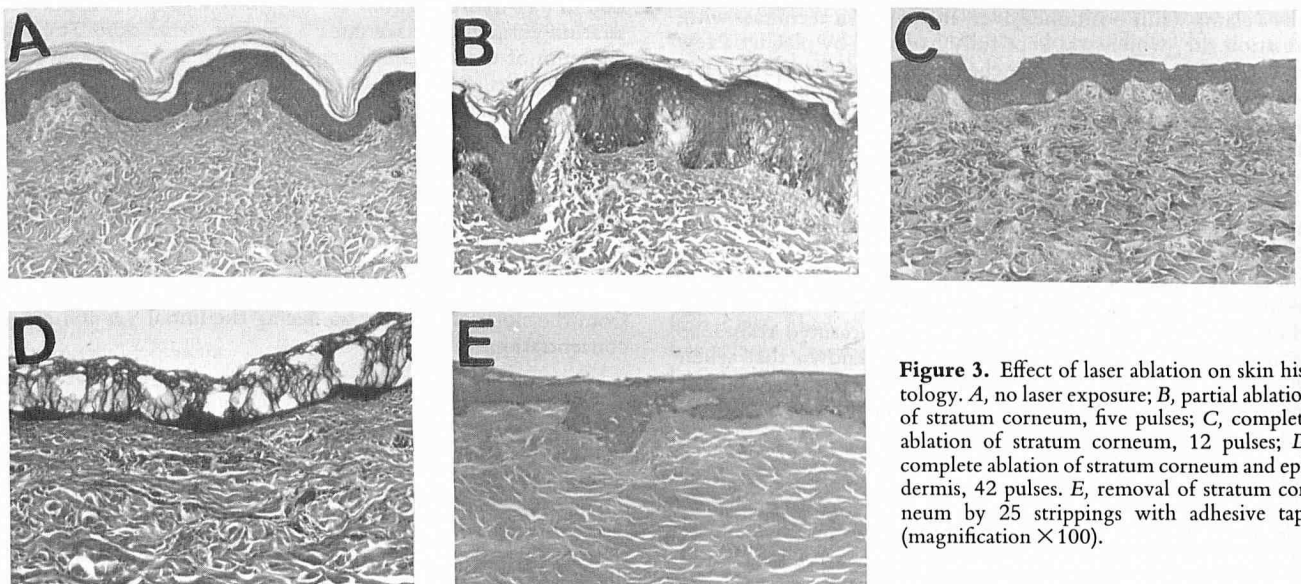 A
B
C
D
E
Figure 3. Effect of laser ablation on skin his
tology. A, no laser exposure; B, partial ablatio
of stratum corneum, five pulses; C, complet
ablation of stratum corneum, 12 pulses; D
complete ablation of stratum corneum and ep
dermis, 42 pulses. E, removal of stratum cor
neum by 25 strippings with adhesive tap
(magnification × 100).